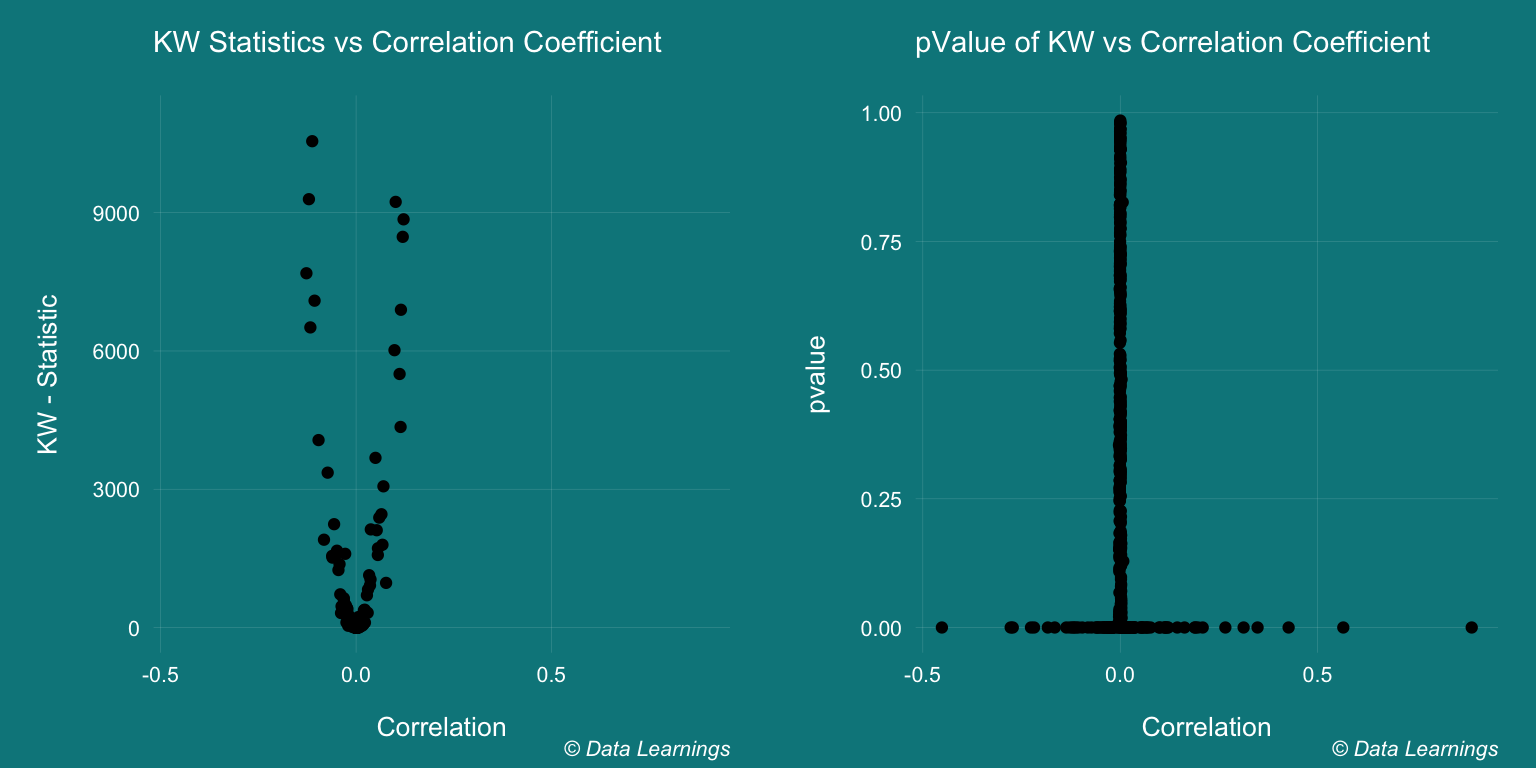 KW Statistics vs Correlation Coefficient
KW - Statistic
9000
6000
3000
0
-0.5
0.0
0.5
Correlation
© Data Learnings
pValue of KW vs Correlation Coefficient
pvalue
1.00
0.75
0.50
0.25
0.00
-0.5
0.0
0.5
Correlation
© Data Learnings